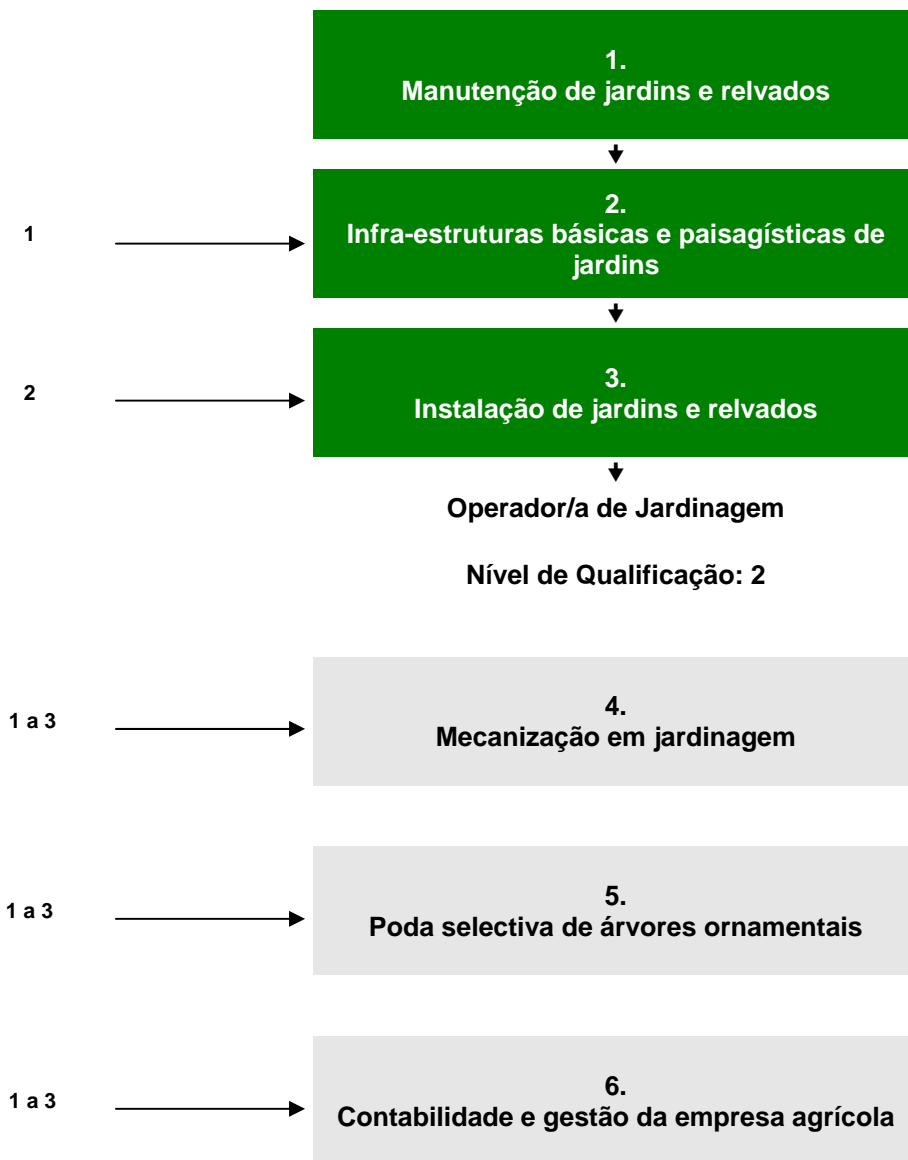 1.
Manutenção de jardins e relvados
1
2.
Infra-estruturas básicas e paisagísticas de
jardins
2
3.
Instalação de jardins e relvados
Operador/a de Jardinagem
Nível de Qualificação: 2
1 a 3
4.
Mecanização em jardinagem
1 a 3
5.
Poda selectiva de árvores ornamentais
1 a 3
6.
Contabilidade e gestão da empresa agrícola